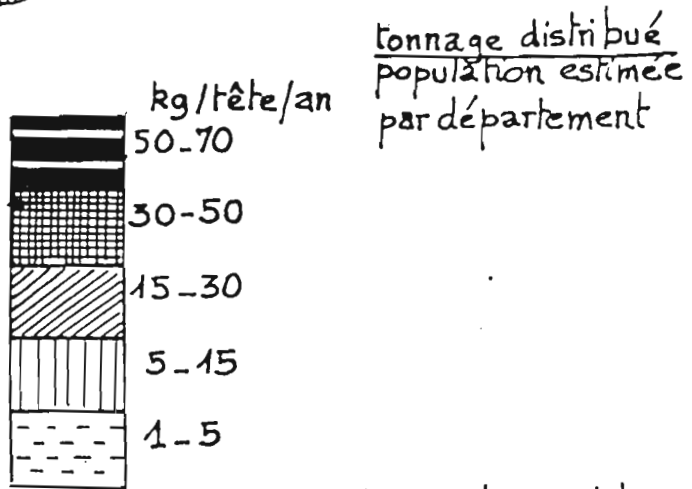 tonnage distribué
population estimée
par département
kg/tête/an
50-70
30-50
15-30
5-15
1-5